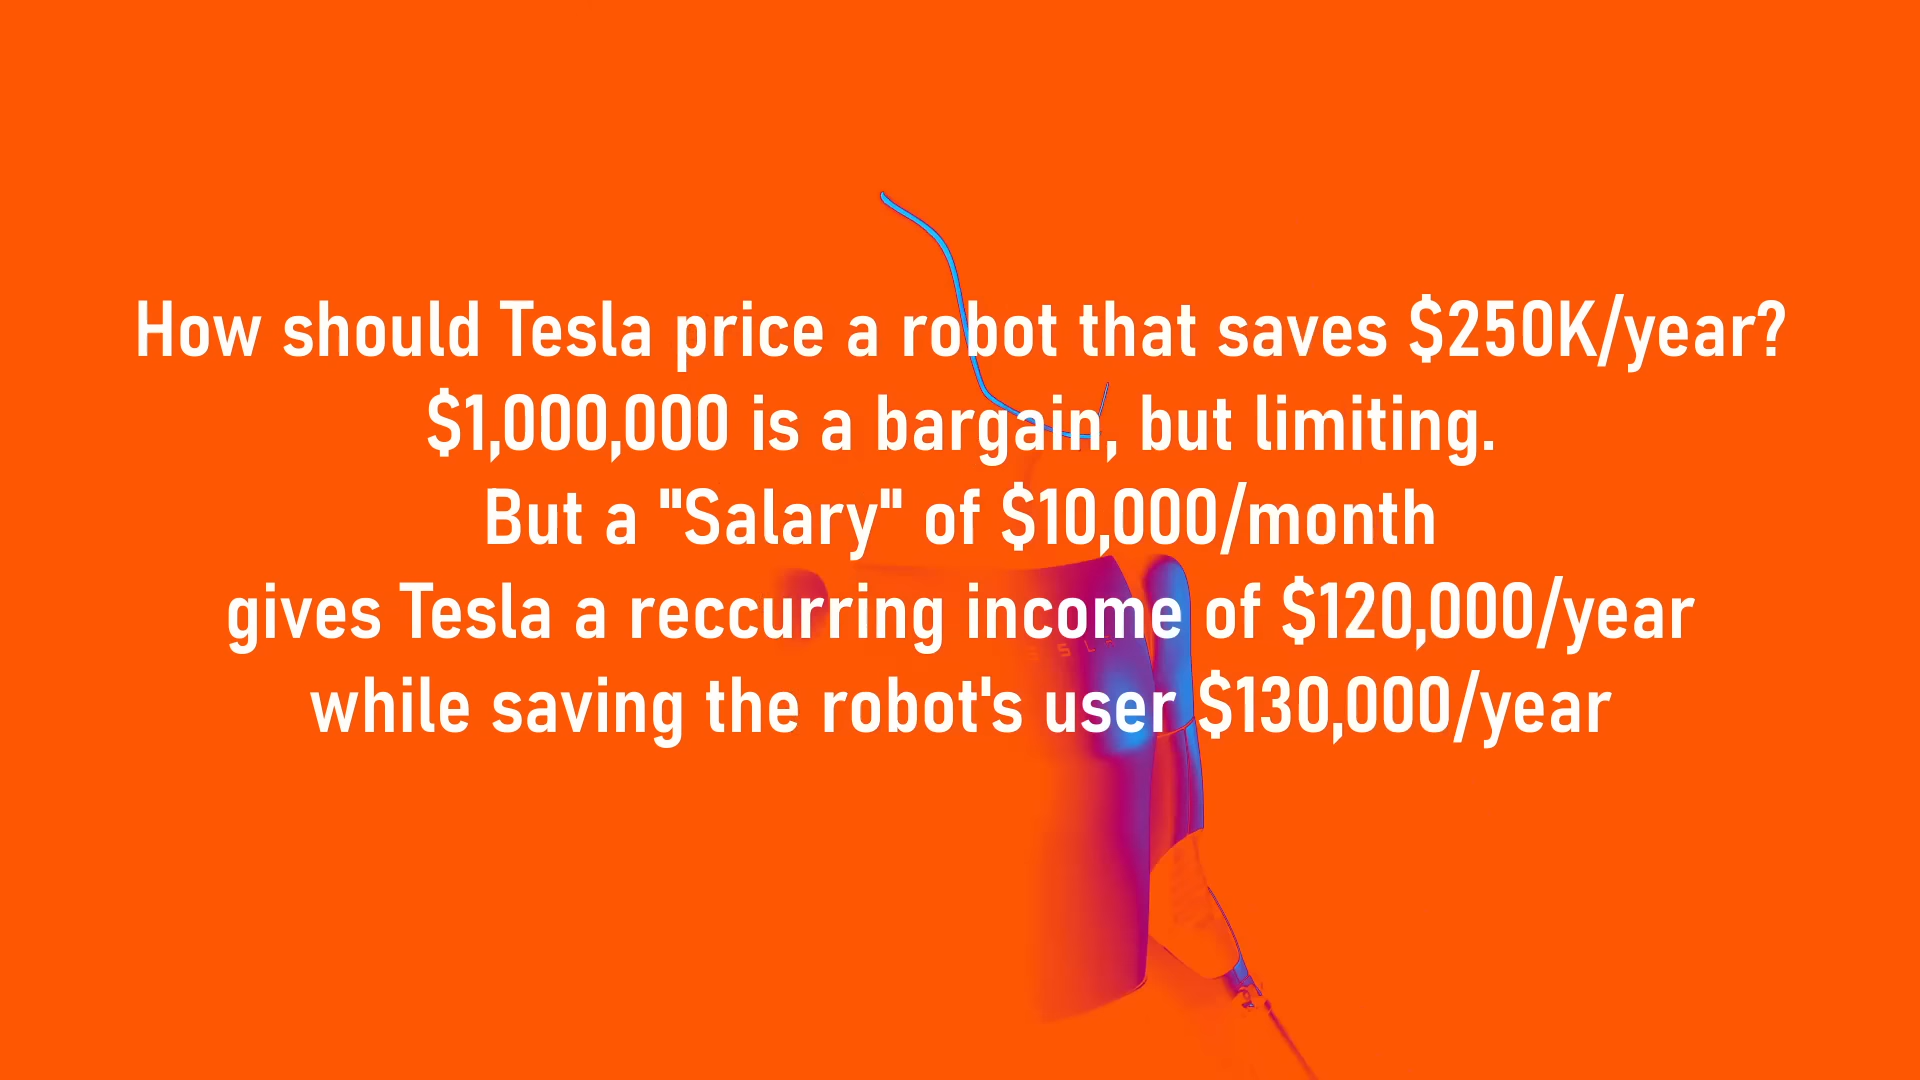 How should Tesla price a robot that saves $250K/year?
$1,000,000 is a bargain, but limiting.
But a "Salary" of $10,000/month
gives Tesla a reccurring income of $120,000/year
while saving the robot's user $130,000/year